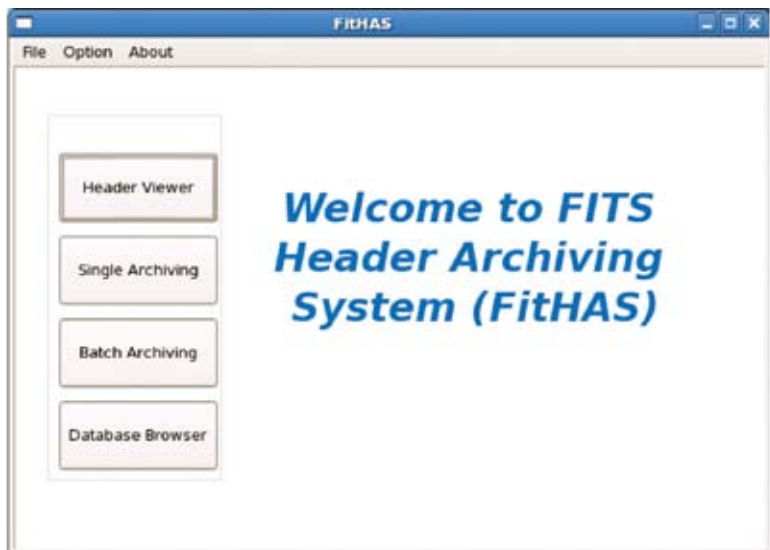 FitHAS
File Option About
Header Viewer
Single Archiving
Batch Archiving
Database Browser
Welcome to FITS
Header Archiving
System (FitHAS)